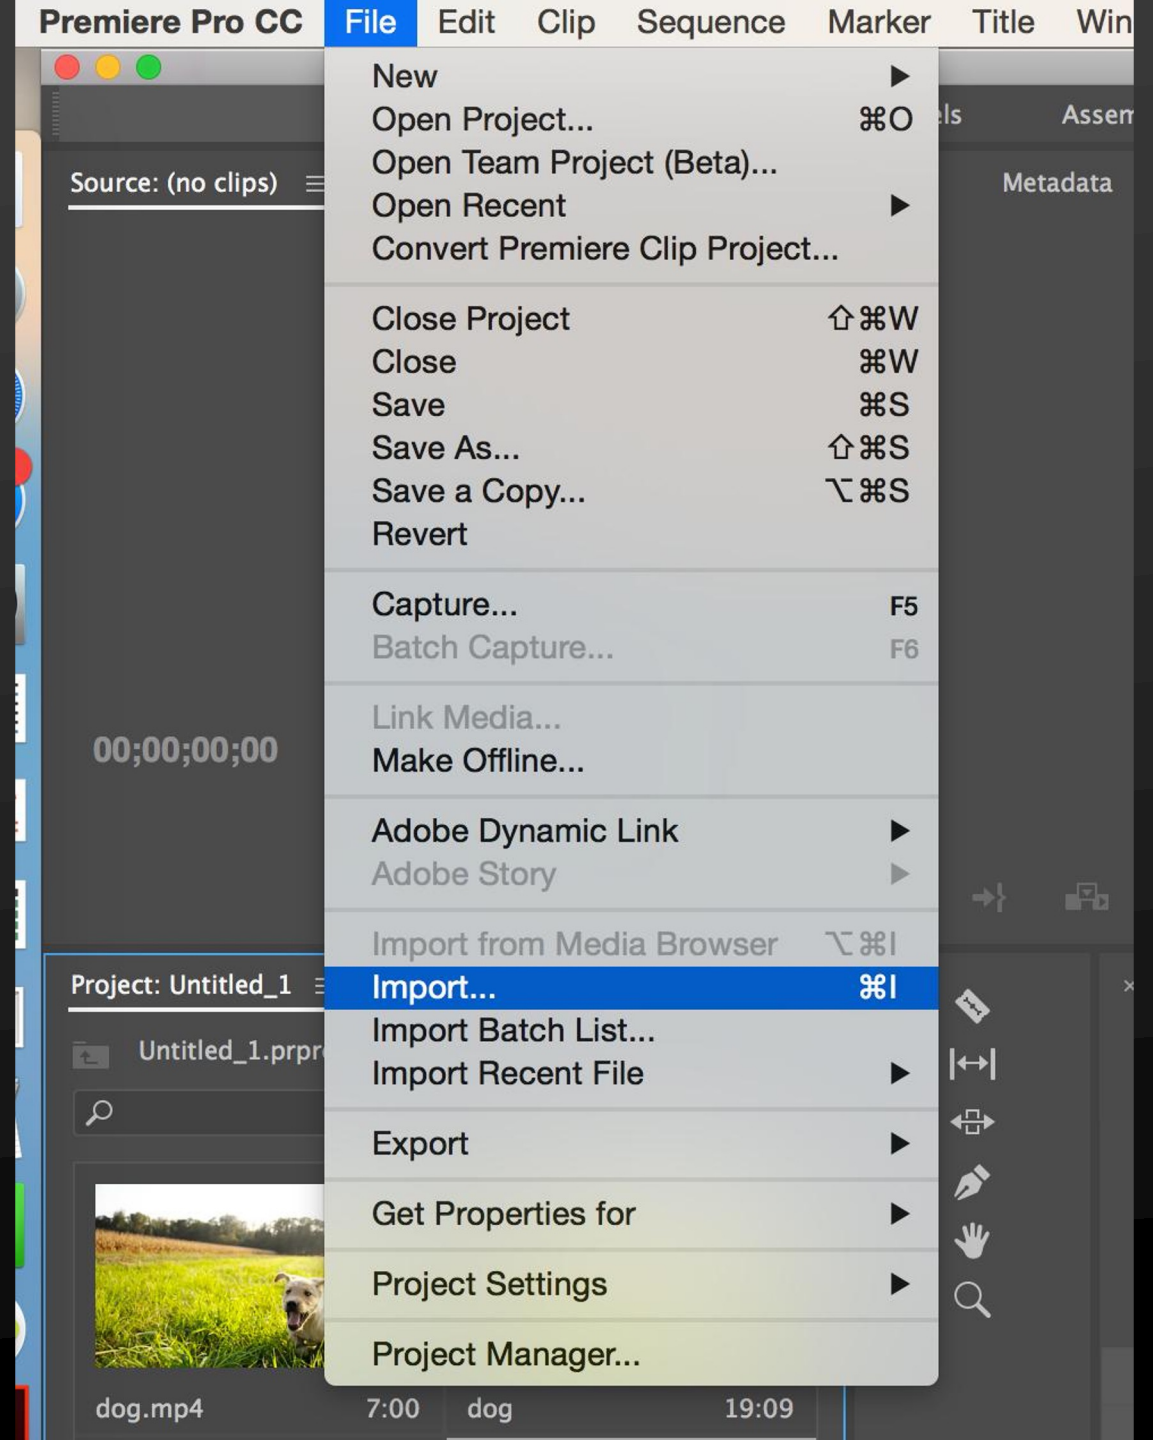 Premiere Pro CC File Edit Clip Sequence Marker Title Win
New ▶
Open Project... ⌘O
Open Team Project (Beta)...
Open Recent ▶
Convert Premiere Clip Project...
Close Project ⇧⌘W
Close ⌘W
Save ⌘S
Save As... ⇧⌘S
Save a Copy... ⌥⌘S
Revert
Capture... F5
Batch Capture... F6
Link Media...
Make Offline...
Adobe Dynamic Link ▶
Adobe Story ▶
Import from Media Browser ⌥⌘I
Import... ⌘I
Import Batch List...
Import Recent File ▶
Export ▶
Get Properties for ▶
Project Settings ▶
Project Manager...
Source: (no clips)
Metadata
00;00;00;00
Project: Untitled_1
dog.mp4 7:00 dog 19:09